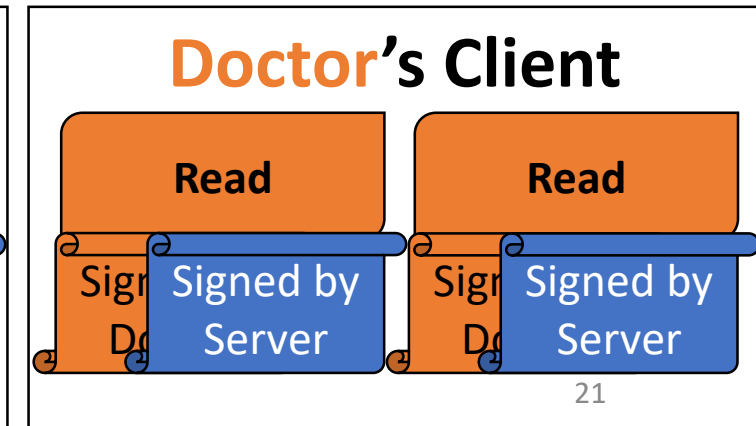 Doctor's Client
Read
Read
Signed by
Server
Signed by
Server
21